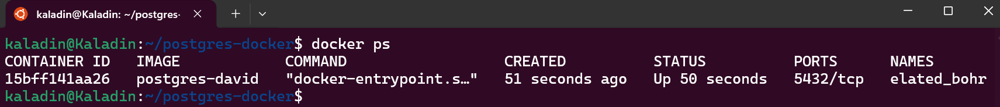 kaladin@Kaladin: ~/postgres-
kaladin@Kaladin:~/postgres-docker$ docker ps
CONTAINER ID   IMAGE            COMMAND                  CREATED          STATUS          PORTS      NAMES
15bff141aa26   postgres-david   "docker-entrypoint.s…"   51 seconds ago   Up 50 seconds   5432/tcp   elated_bohr
kaladin@Kaladin:~/postgres-docker$